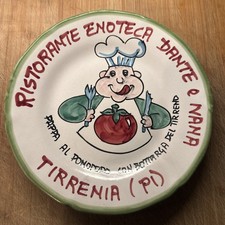 RISTORANTE ENOTECA DANTE e NANA
PAPPA AL POMODORO CON BOTTARGA DEL TIRRENO
TIRRENIA (PI)